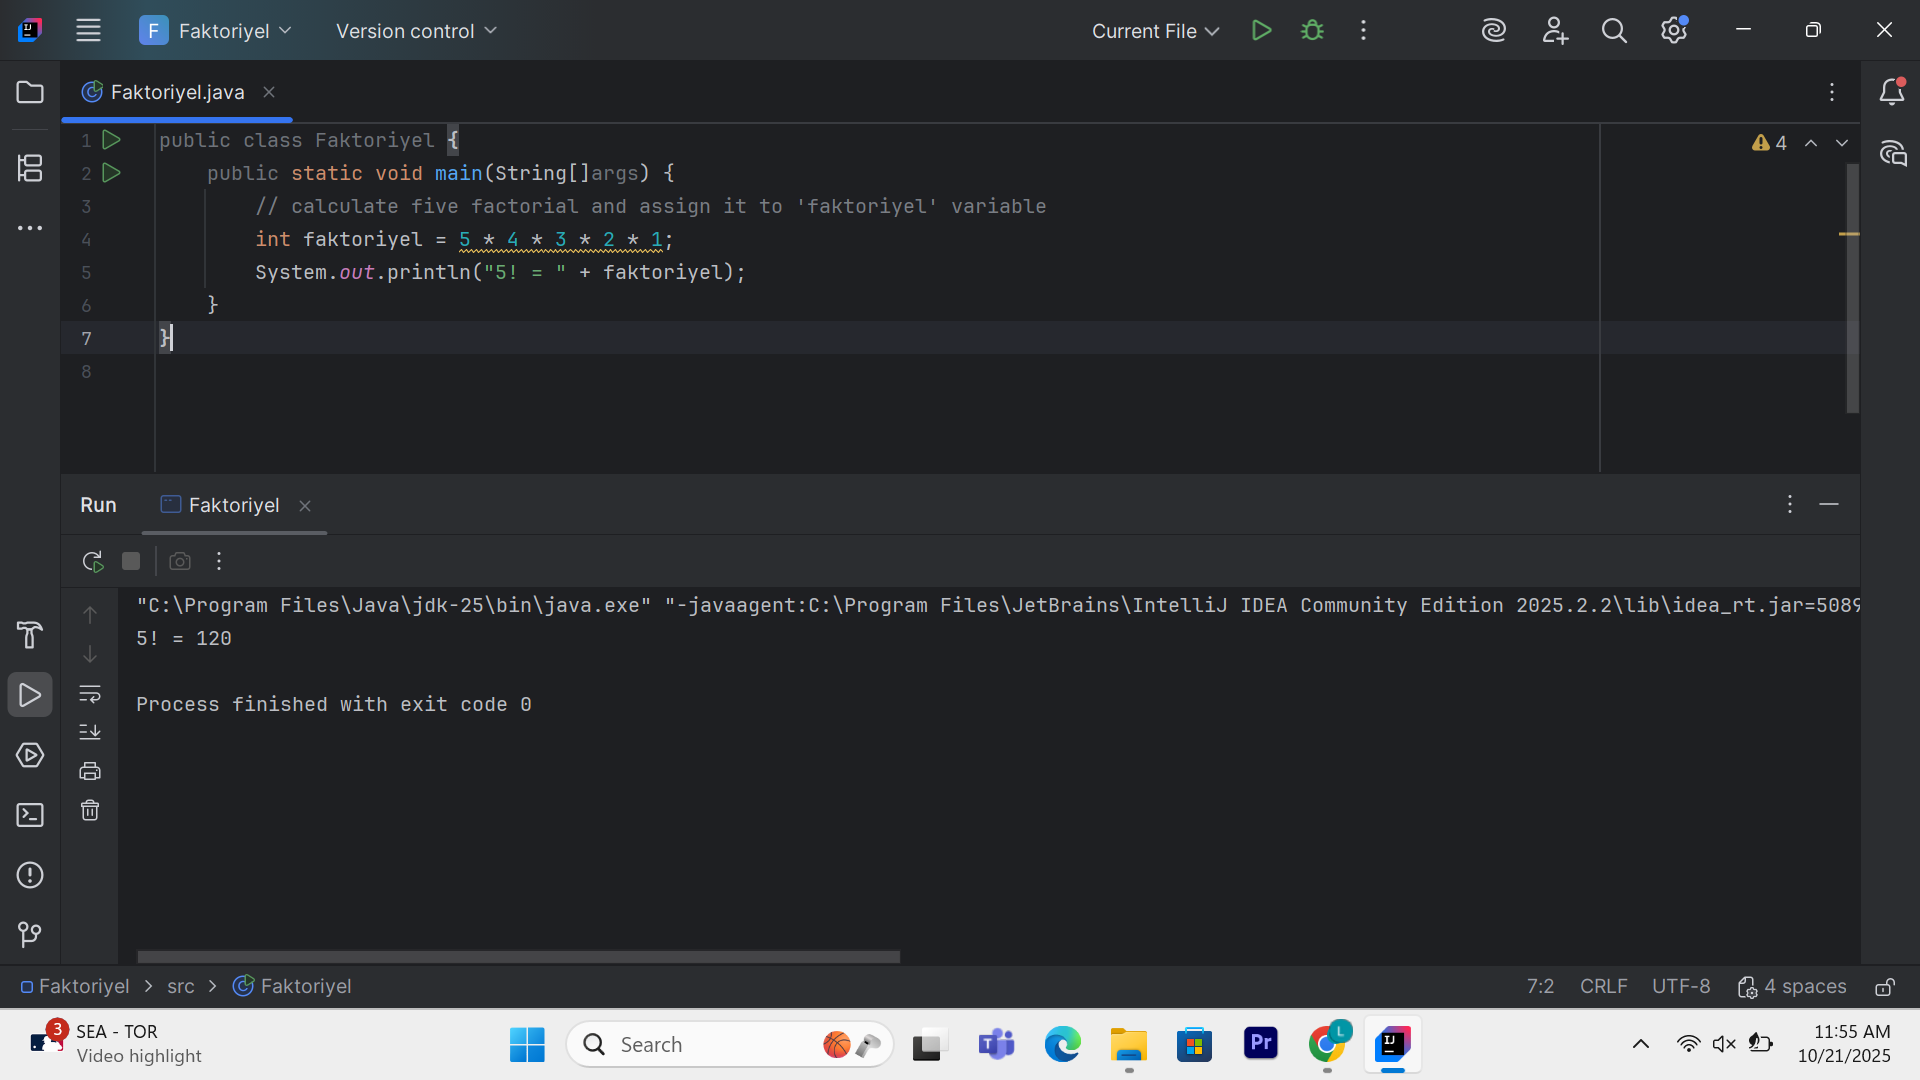 Faktoriyel
Version control
Current File
Faktoriyel.java
1 public class Faktoriyel {
2     public static void main(String[]args) {
3         // calculate five factorial and assign it to 'faktoriyel' variable
4         int faktoriyel = 5 * 4 * 3 * 2 * 1;
5         System.out.println("5! = " + faktoriyel);
6     }
7 }
8
4
Run
Faktoriyel
"C:\Program Files\Java\jdk-25\bin\java.exe" "-javaagent:C:\Program Files\JetBrains\IntelliJ IDEA Community Edition 2025.2.2\lib\idea_rt.jar=5089
5! = 120
Process finished with exit code 0
Faktoriyel > src > Faktoriyel
7:2 CRLF UTF-8 4 spaces
3
SEA - TOR
Video highlight
Search
T
Pr
L
IJ
11:55 AM
10/21/2025